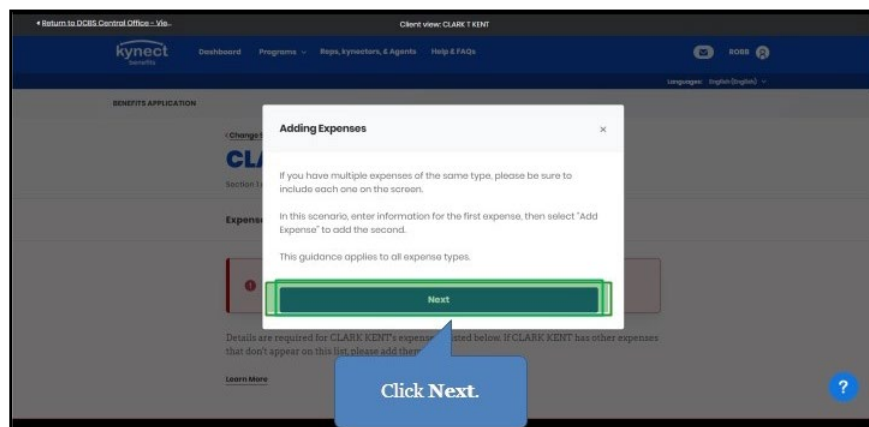 Return to DCBS Central Office - Vie...
Client view: CLARK T KENT
kynect
benefits
Dashboard Programs Reps, kynectors, & Agents Help & FAQs
ROBB
Languages: English (English)
BENEFITS APPLICATION
Change
CL
Section 1
Expense
Adding Expenses ×
If you have multiple expenses of the same type, please be sure to
include each one on the screen.
In this scenario, enter information for the first expense, then select "Add
Expense" to add the second.
This guidance applies to all expense types.
Next
Details are required for CLARK KENT's expense listed below. If CLARK KENT has other expenses
that don't appear on this list, please add them
Learn More
Click Next.
?